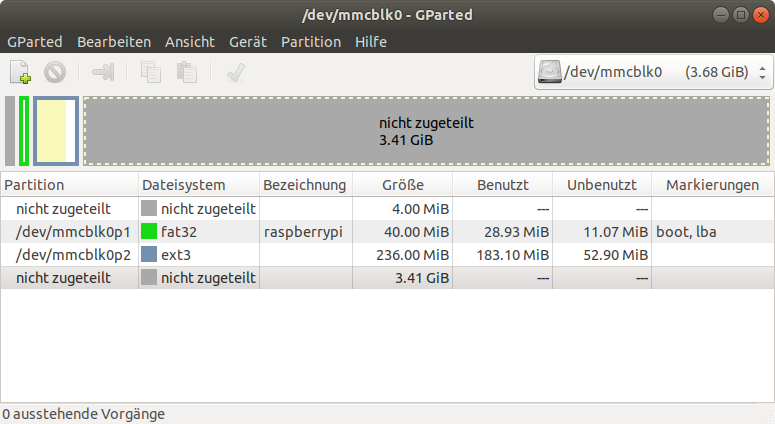 /dev/mmcblk0 - GParted
GParted Bearbeiten Ansicht Gerät Partition Hilfe
/dev/mmcblk0 (3.68 GiB)
nicht zugeteilt
3.41 GiB
Partition Dateisystem Bezeichnung Größe Benutzt Unbenutzt Markierungen
nicht zugeteilt nicht zugeteilt 4.00 MiB --- ---
/dev/mmcblk0p1 fat32 raspberrypi 40.00 MiB 28.93 MiB 11.07 MiB boot, lba
/dev/mmcblk0p2 ext3 236.00 MiB 183.10 MiB 52.90 MiB
nicht zugeteilt nicht zugeteilt 3.41 GiB --- ---
0 ausstehende Vorgänge